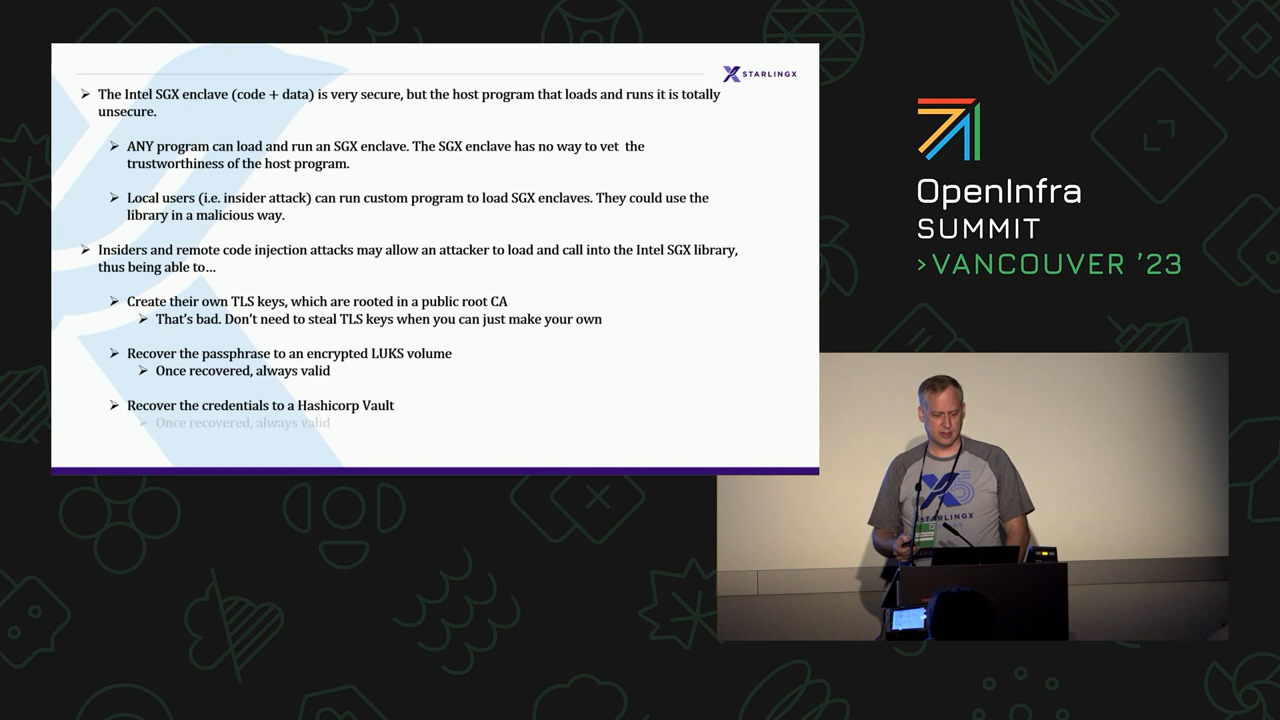 STARLINGX
➢ The Intel SGX enclave (code + data) is very secure, but the host program that loads and runs it is totally
unsecure.
➢ ANY program can load and run an SGX enclave. The SGX enclave has no way to vet the
trustworthiness of the host program.
➢ Local users (i.e. insider attack) can run custom program to load SGX enclaves. They could use the
library in a malicious way.
➢ Insiders and remote code injection attacks may allow an attacker to load and call into the Intel SGX library,
thus being able to…
➢ Create their own TLS keys, which are rooted in a public root CA
➢ That's bad. Don't need to steal TLS keys when you can just make your own
➢ Recover the passphrase to an encrypted LUKS volume
➢ Once recovered, always valid
➢ Recover the credentials to a Hashicorp Vault
➢ Once recovered, always valid
OpenInfra
SUMMIT
>VANCOUVER '23
X5
STARLINGX